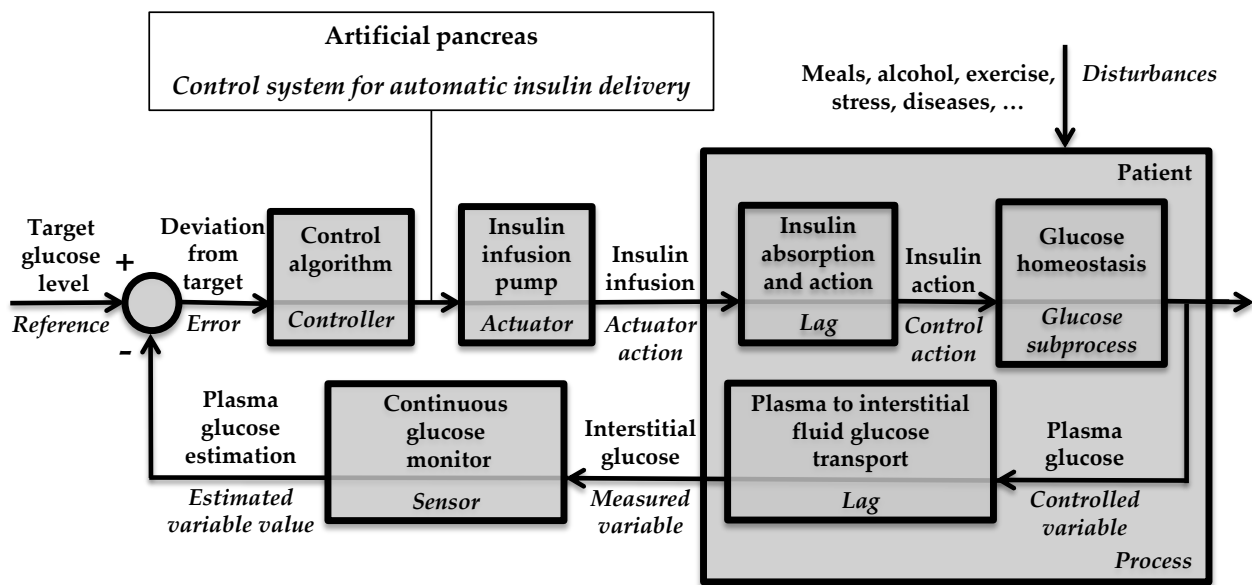 Artificial pancreas
Control system for automatic insulin delivery
Meals, alcohol, exercise,
stress, diseases, …
Disturbances
Patient
Target
glucose
level
+
Reference
-
Deviation
from
target
Error
Control
algorithm
Controller
Insulin
infusion
pump
Actuator
Insulin
infusion
Actuator
action
Insulin
absorption
and action
Lag
Insulin
action
Control
action
Glucose
homeostasis
Glucose
subprocess
Plasma
glucose
estimation
Estimated
variable value
Continuous
glucose
monitor
Sensor
Interstitial
glucose
Measured
variable
Plasma to interstitial
fluid glucose
transport
Lag
Plasma
glucose
Controlled
variable
Process